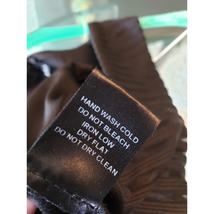 HAND WASH COLD
DO NOT BLEACH
IRON LOW
DRY FLAT
DO NOT DRY CLEAN